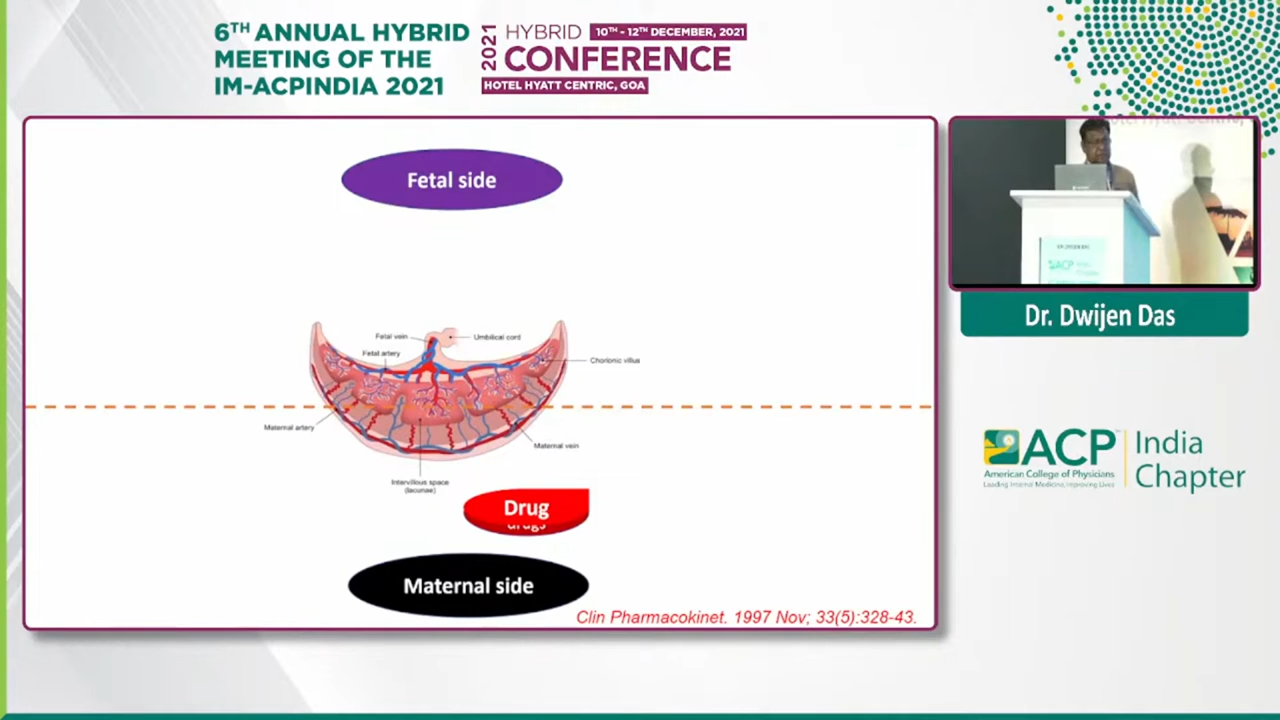 6TH ANNUAL HYBRID
MEETING OF THE
IM-ACPINDIA 2021
2021
HYBRID
10TH - 12TH DECEMBER, 2021
CONFERENCE
HOTEL HYATT CENTRIC, GOA
Fetal side
Fetal vein
Umbilical cord
Fetal artery
Chorionic villius
Maternal artery
Maternal vein
Intervillous space
(lacunae)
Drug
drugs
Maternal side
Clin Pharmacokinet. 1997 Nov; 33(5):328-43.
ACP
Dr. Dwijen Das
ACP
India
Chapter
American College of Physicians
Leading Internal Medicine, Improving Lives